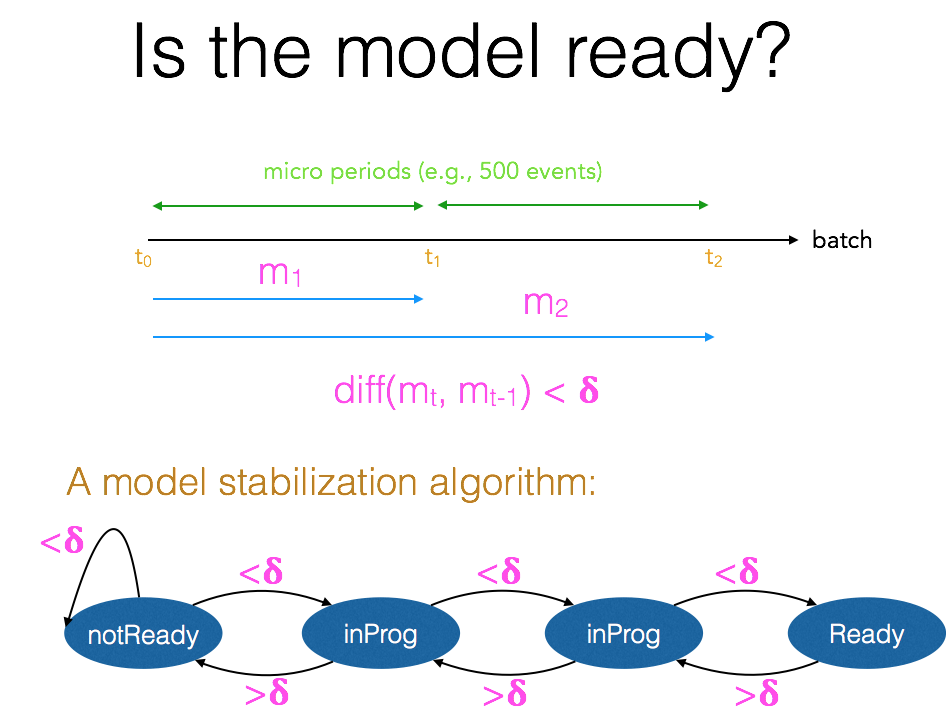 Is the model ready?
micro periods (e.g., 500 events)
batch
t0 t1 t2
m1
m2
diff(mt, mt-1) < δ
A model stabilization algorithm:
<δ
<δ <δ <δ
notReady inProg inProg Ready
>δ >δ >δ